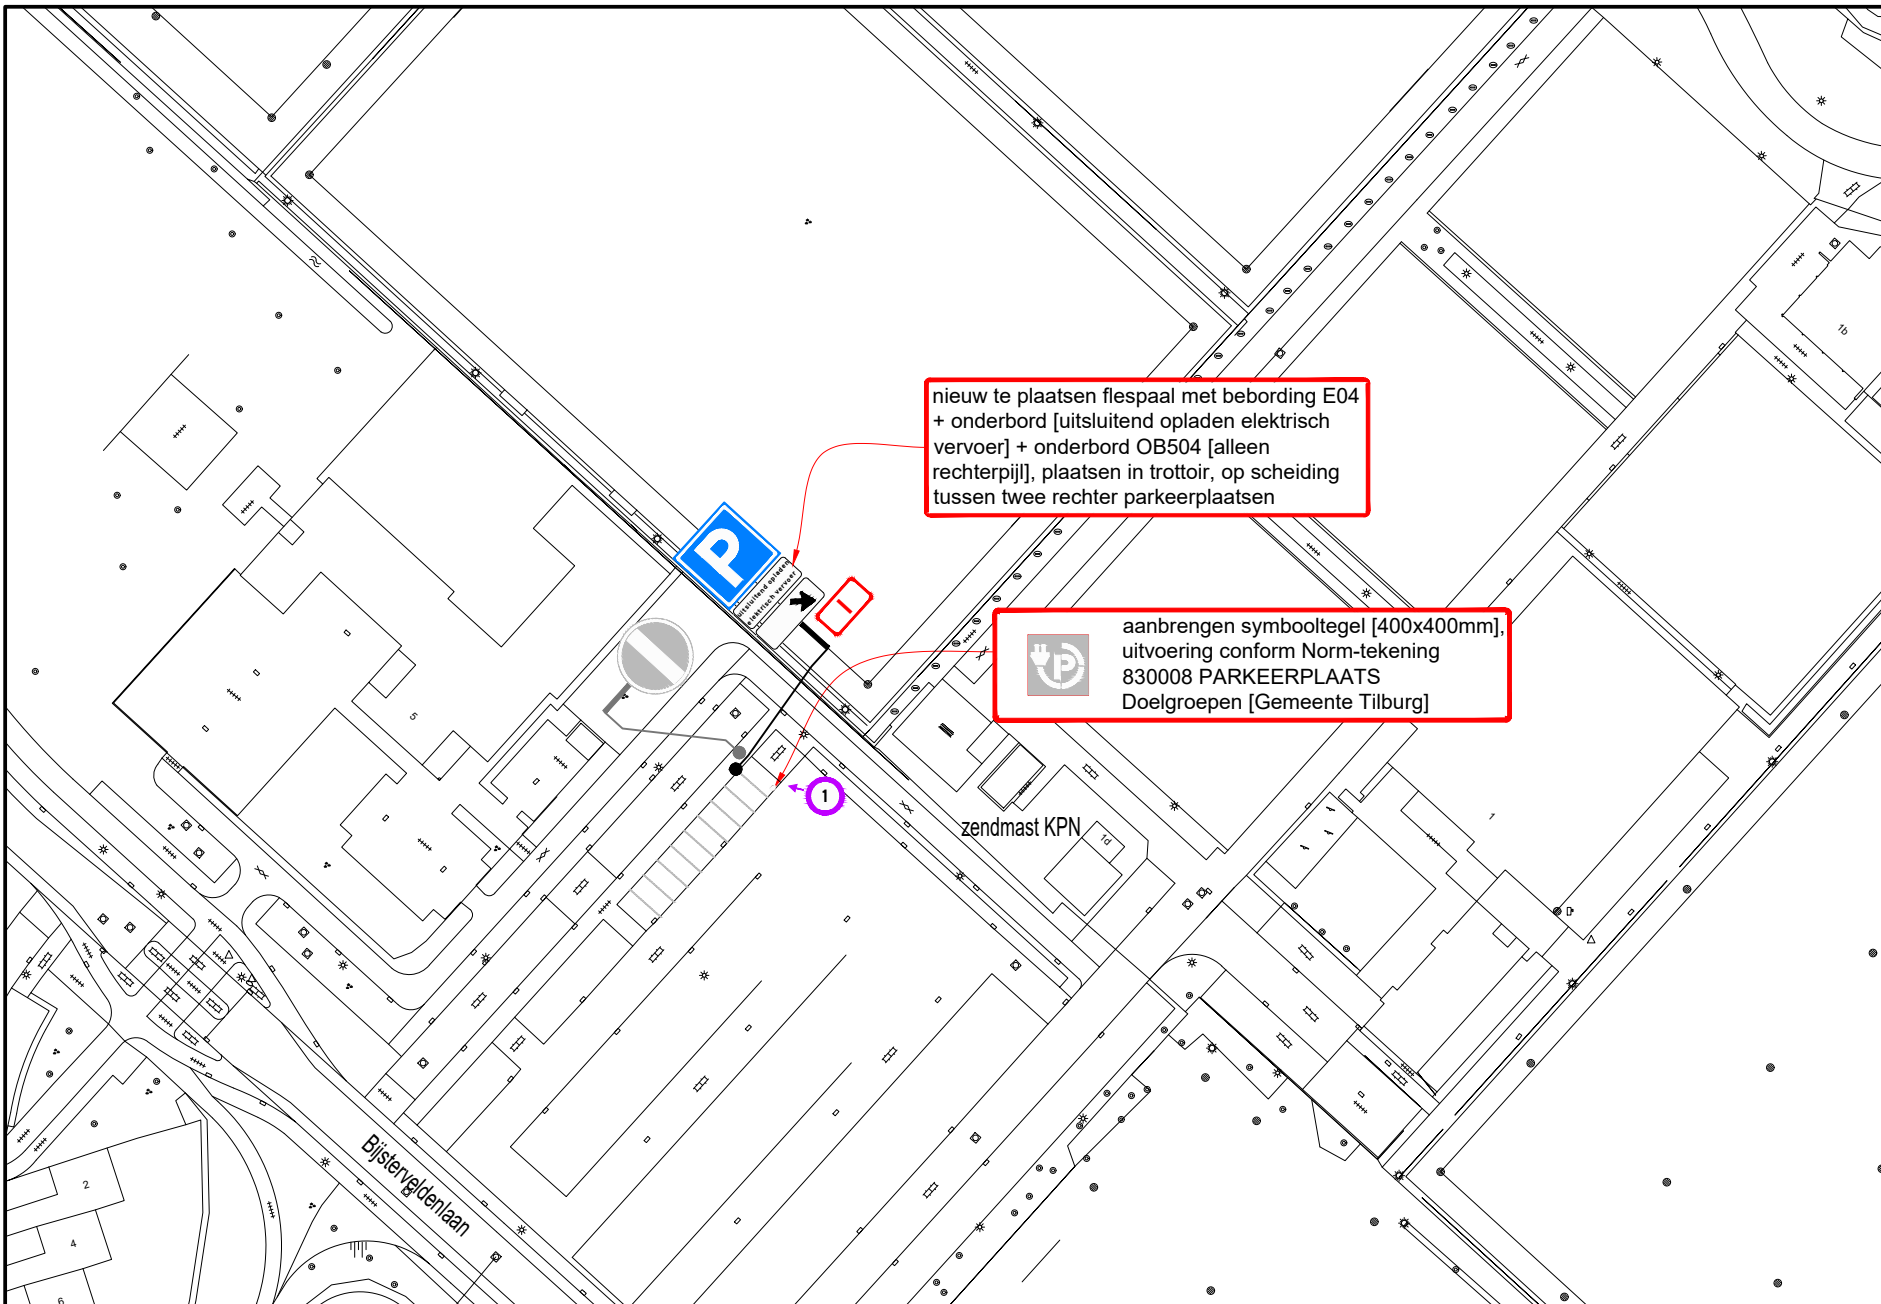 nieuw te plaatsen flespaal met bebording E04
+ onderbord [uitsluitend opladen elektrisch
vervoer] + onderbord OB504 [alleen
rechterpijl], plaatsen in trottoir, op scheiding
tussen twee rechter parkeerplaatsen
P
uitsluitend opladen
elektrisch vervoer
aanbrengen symbooltegel [400x400mm],
uitvoering conform Norm-tekening
830008 PARKEERPLAATS
Doelgroepen [Gemeente Tilburg]
P
1
zendmast KPN
1d
1
1b
5
Bijsterveldenlaan
2
4
6